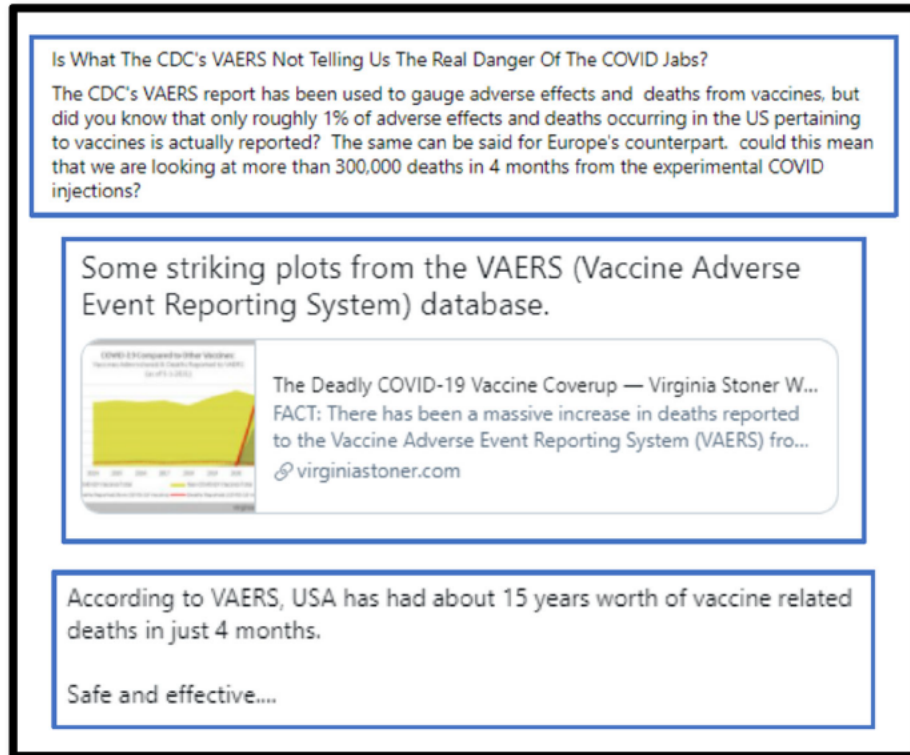 Is What The CDC's VAERS Not Telling Us The Real Danger Of The COVID Jabs?
The CDC's VAERS report has been used to gauge adverse effects and deaths from vaccines, but
did you know that only roughly 1% of adverse effects and deaths occurring in the US pertaining
to vaccines is actually reported? The same can be said for Europe's counterpart. could this mean
that we are looking at more than 300,000 deaths in 4 months from the experimental COVID
injections?
Some striking plots from the VAERS (Vaccine Adverse
Event Reporting System) database.
COVID-19 Compared to Other Vaccines:
The Deadly COVID-19 Vaccine Coverup — Virginia Stoner W...
FACT: There has been a massive increase in deaths reported
to the Vaccine Adverse Event Reporting System (VAERS) fro...
virginiastoner.com
According to VAERS, USA has had about 15 years worth of vaccine related
deaths in just 4 months.
Safe and effective....